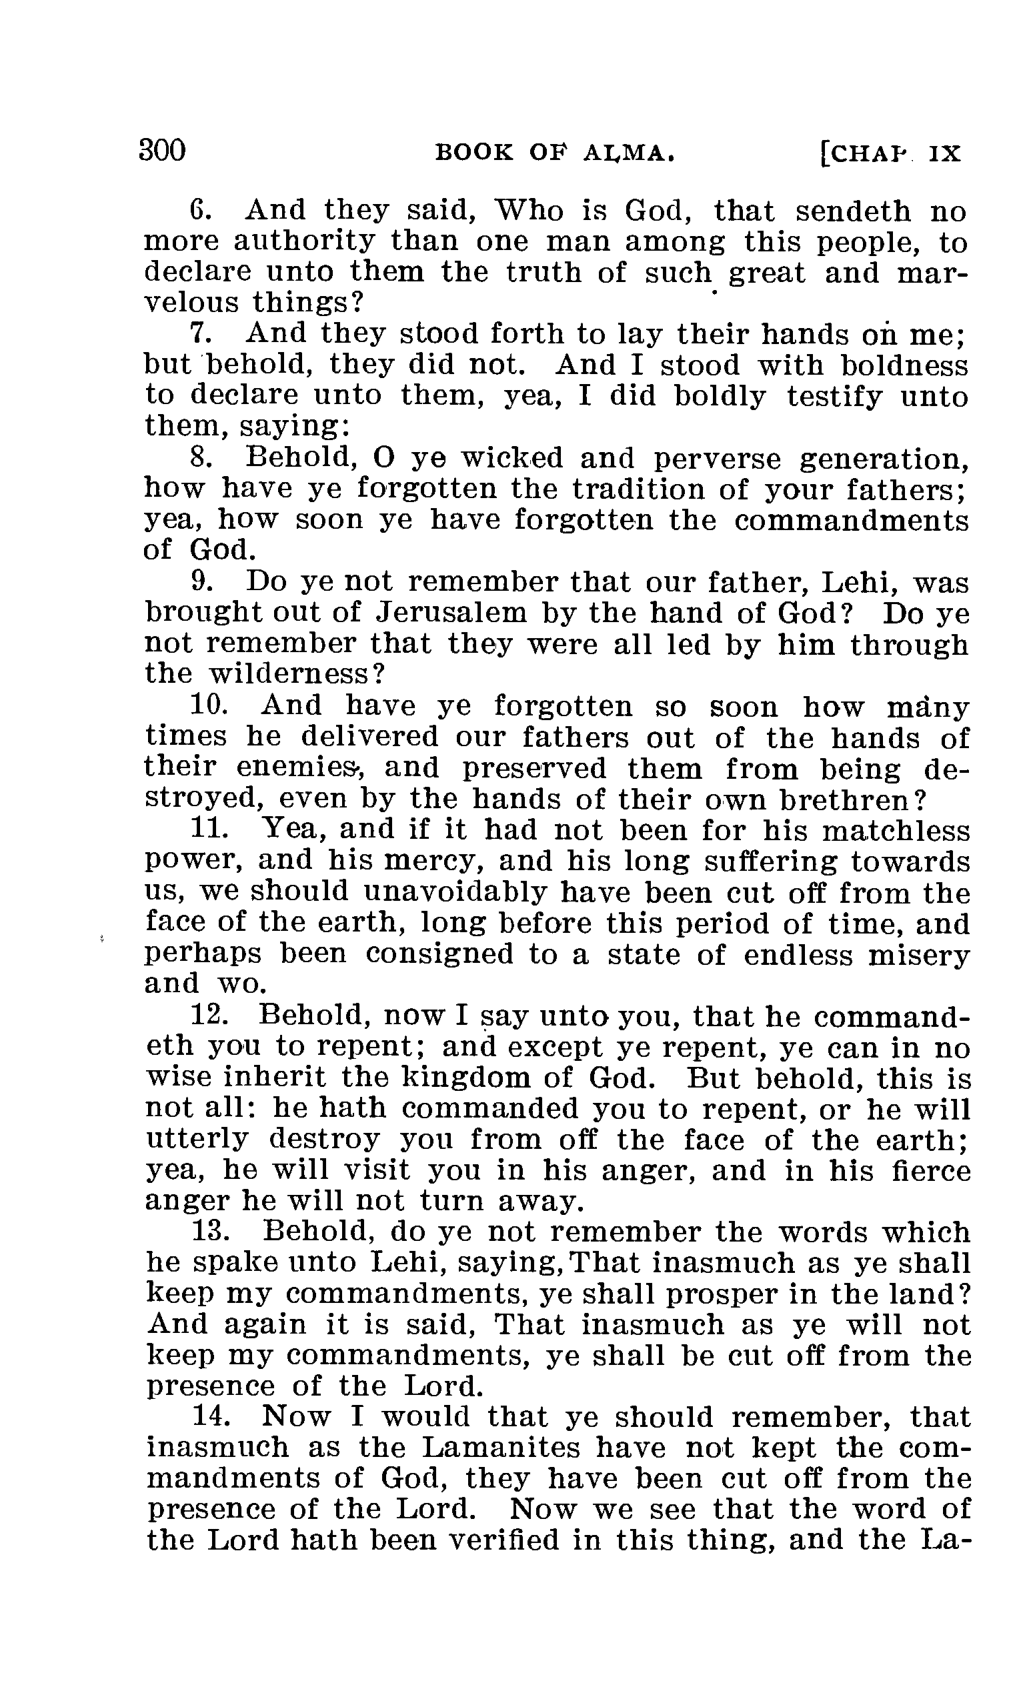 300 BOOK OF ALMA. [CHAP. IX
6. And they said, Who is God, that sendeth no
more authority than one man among this people, to
declare unto them the truth of such great and mar-
velous things?
7. And they stood forth to lay their hands on me;
but behold, they did not. And I stood with boldness
to declare unto them, yea, I did boldly testify unto
them, saying:
8. Behold, O ye wicked and perverse generation,
how have ye forgotten the tradition of your fathers;
yea, how soon ye have forgotten the commandments
of God.
9. Do ye not remember that our father, Lehi, was
brought out of Jerusalem by the hand of God? Do ye
not remember that they were all led by him through
the wilderness?
10. And have ye forgotten so soon how many
times he delivered our fathers out of the hands of
their enemies, and preserved them from being de-
stroyed, even by the hands of their own brethren?
11. Yea, and if it had not been for his matchless
power, and his mercy, and his long suffering towards
us, we should unavoidably have been cut off from the
face of the earth, long before this period of time, and
perhaps been consigned to a state of endless misery
and wo.
12. Behold, now I say unto you, that he command-
eth you to repent; and except ye repent, ye can in no
wise inherit the kingdom of God. But behold, this is
not all: he hath commanded you to repent, or he will
utterly destroy you from off the face of the earth;
yea, he will visit you in his anger, and in his fierce
anger he will not turn away.
13. Behold, do ye not remember the words which
he spake unto Lehi, saying, That inasmuch as ye shall
keep my commandments, ye shall prosper in the land?
And again it is said, That inasmuch as ye will not
keep my commandments, ye shall be cut off from the
presence of the Lord.
14. Now I would that ye should remember, that
inasmuch as the Lamanites have not kept the com-
mandments of God, they have been cut off from the
presence of the Lord. Now we see that the word of
the Lord hath been verified in this thing, and the La-